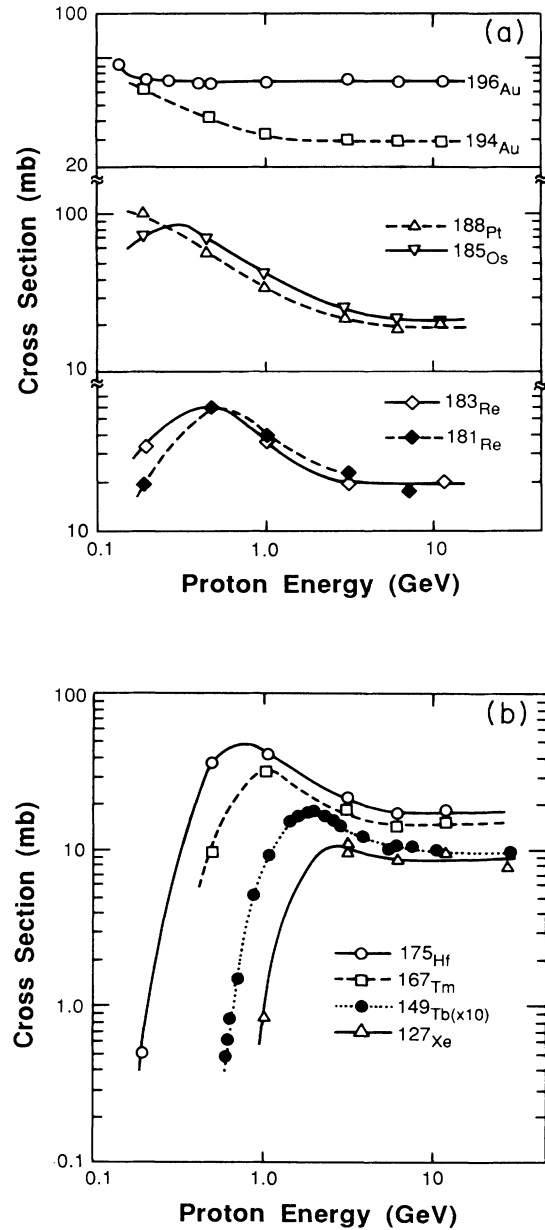 100
(a)
196Au
194Au
20
Cross Section (mb)
100
188Pt
185Os
10
183Re
181Re
10
0.1
1.0
10
Proton Energy (GeV)
100
(b)
Cross Section (mb)
10
1.0
175Hf
167Tm
149Tb(x10)
127Xe
0.1
0.1
1.0
10
Proton Energy (GeV)